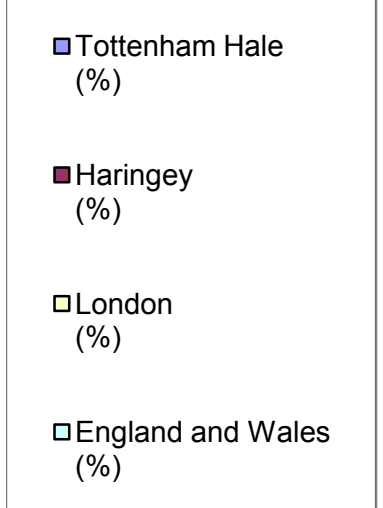 Tottenham Hale
(%)
Haringey
(%)
London
(%)
England and Wales
(%)